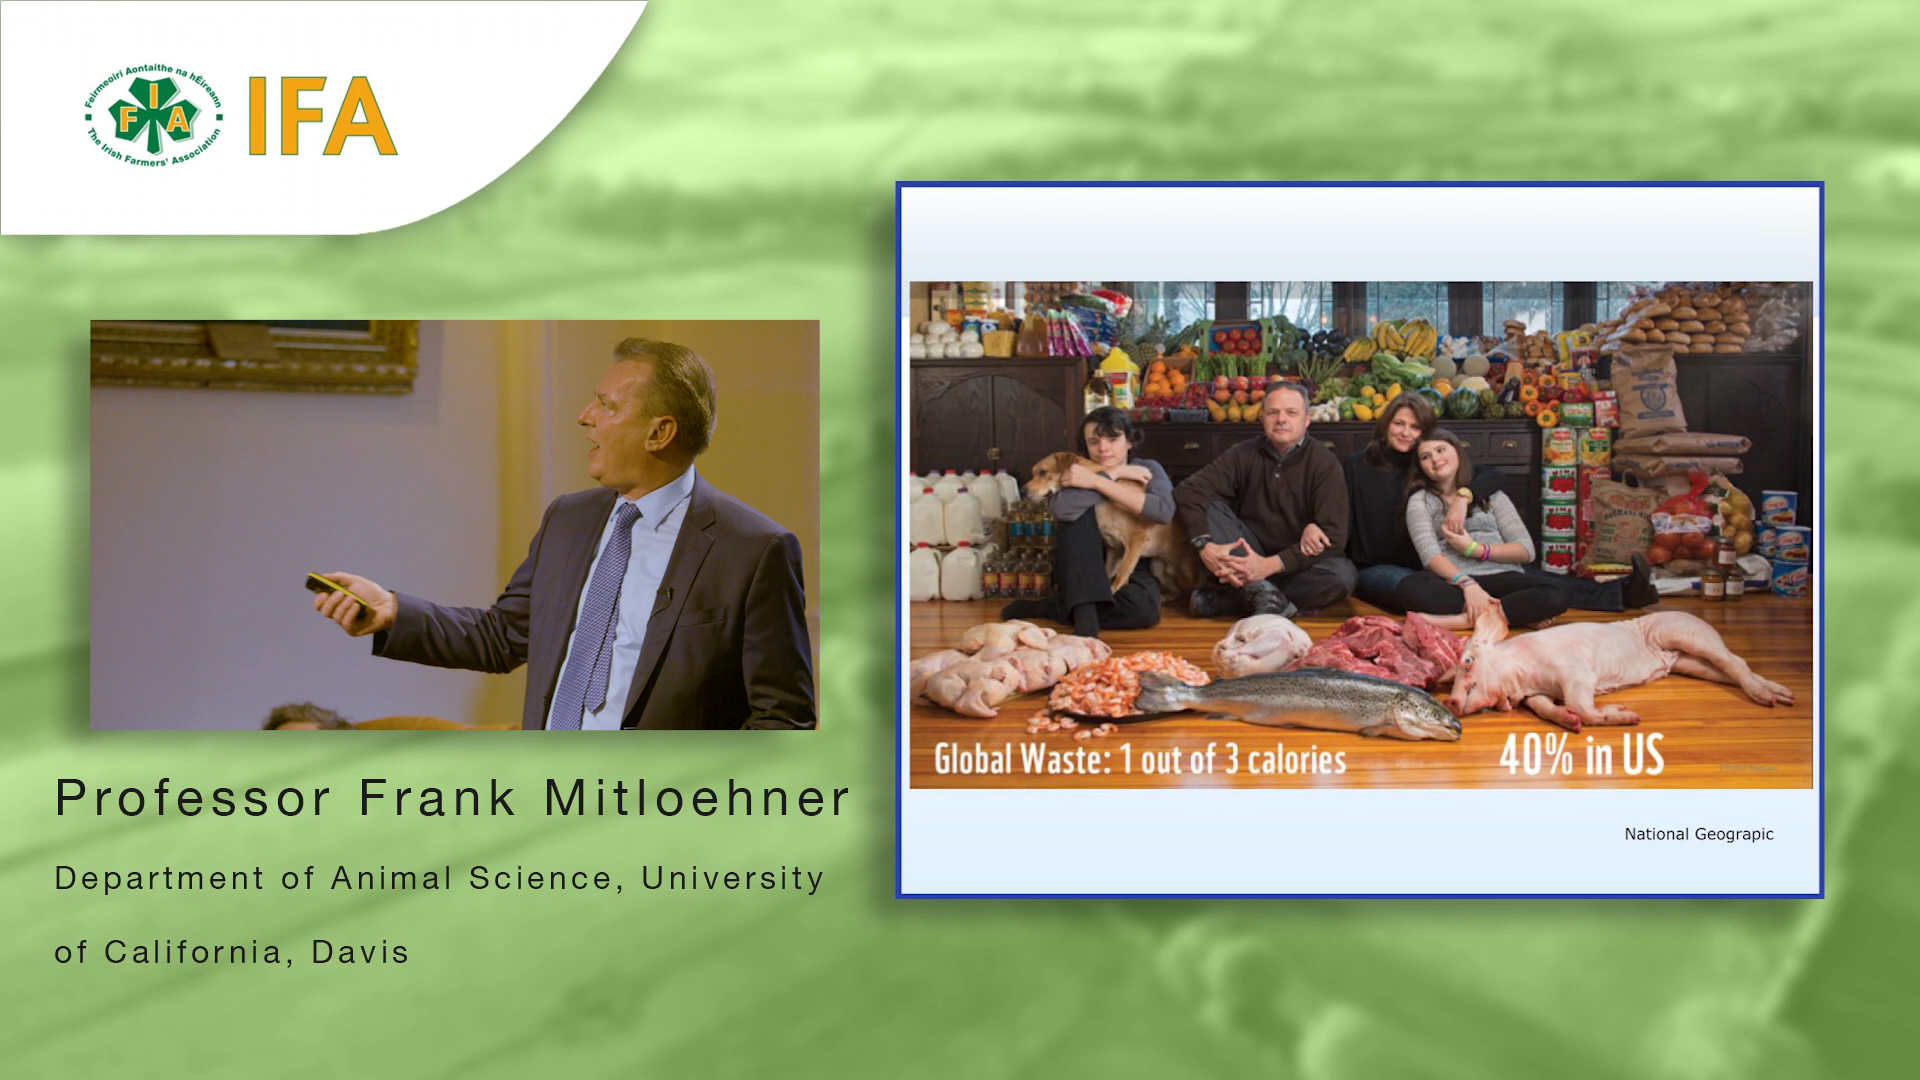 Feirmeoirí Aontaithe na hÉireann
F I A
The Irish Farmers' Association
IFA
Global Waste: 1 out of 3 calories
40% in US
National Geograpic
Professor Frank Mitloehner
Department of Animal Science, University
of California, Davis